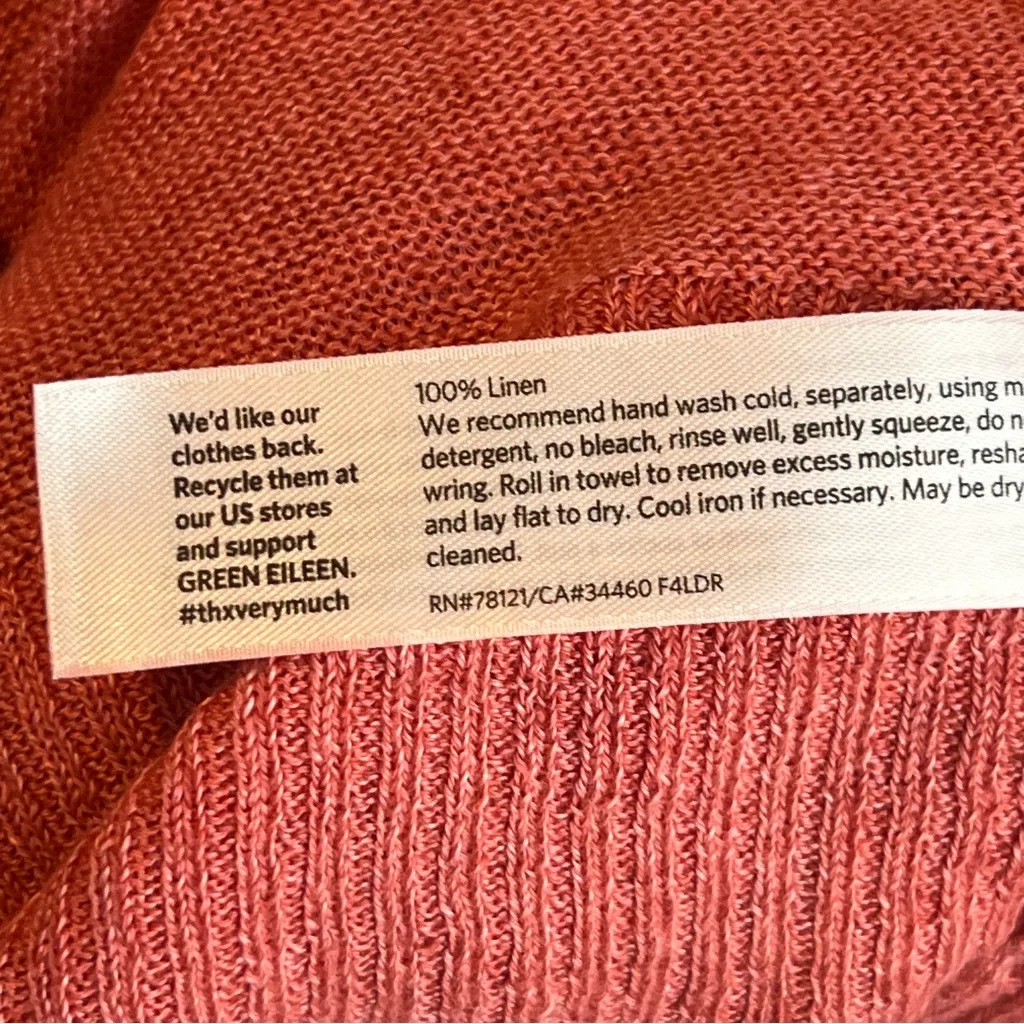 We'd like our
clothes back.
Recycle them at
our US stores
and support
GREEN EILEEN.
#thxverymuch
100% Linen
We recommend hand wash cold, separately, using
detergent, no bleach, rinse well, gently squeeze, do
wring. Roll in towel to remove excess moisture,
and lay flat to dry. Cool iron if necessary. May be dry
cleaned.
RN#78121/CA#34460 F4LDR